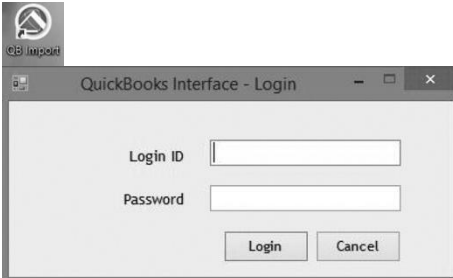 QB Import
QuickBooks Interface - Login
Login ID
Password
Login
Cancel